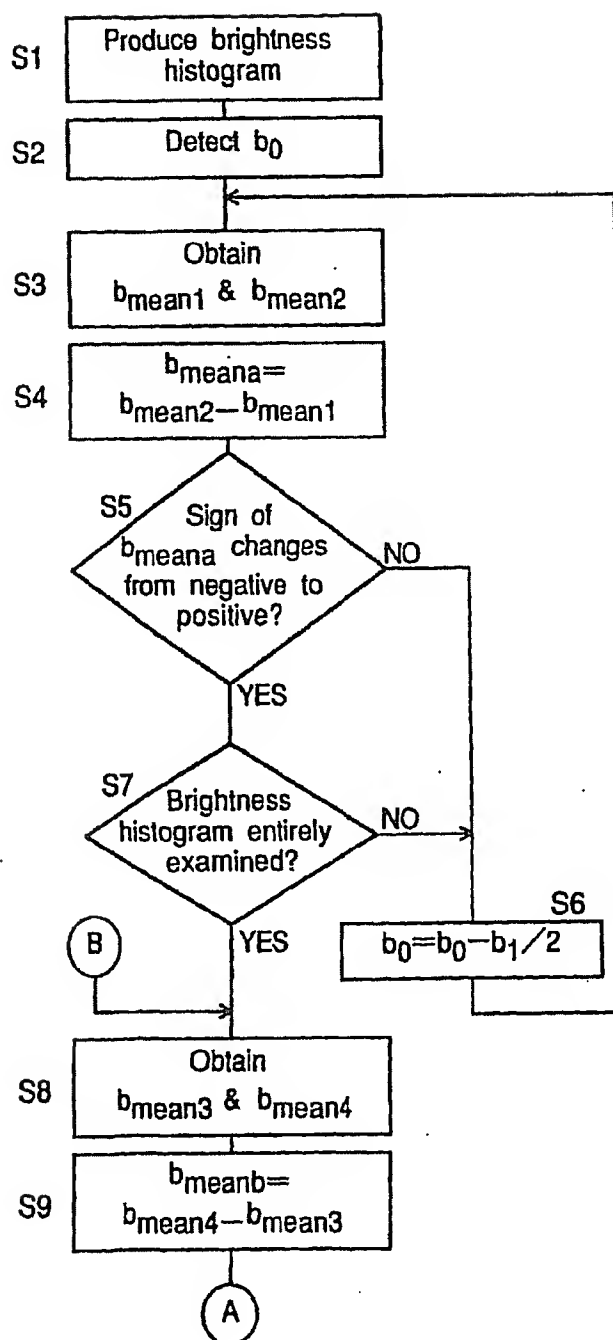 S1
Produce brightness
histogram
S2
Detect b0
S3
Obtain
bmean1 & bmean2
S4
bmeana=
bmean2−bmean1
S5
Sign of
bmeana changes
from negative to
positive?
NO
YES
S7
Brightness
histogram entirely
examined?
NO
YES
S6
b0=b0−b1/2
B
S8
Obtain
bmean3 & bmean4
S9
bmeanb=
bmean4−bmean3
A